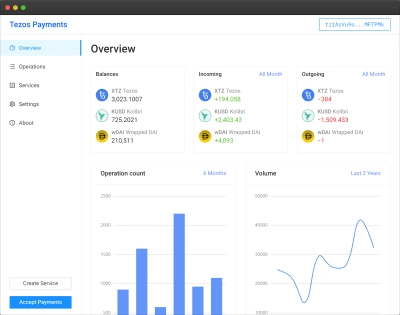 Tezos Payments
Overview
Operations
Services
Settings
About
Create Service
Accept Payments
Overview
Balances
XTZ Tezos
3,023.1007
KUSD Kolibri
725.2021
wDAI Wrapped DAI
210,511
Incoming All Month
XTZ Tezos
+194.058
KUSD Kolibri
+2,403.43
wDAI Wrapped DAI
+4,093
Outgoing All Month
XTZ Tezos
−384
KUSD Kolibri
−1,509.433
wDAI Wrapped DAI
−1
Operation count 6 Months
2500
2000
1500
1000
500
Volume Last 2 Years
50000
40000
30000
20000
10000